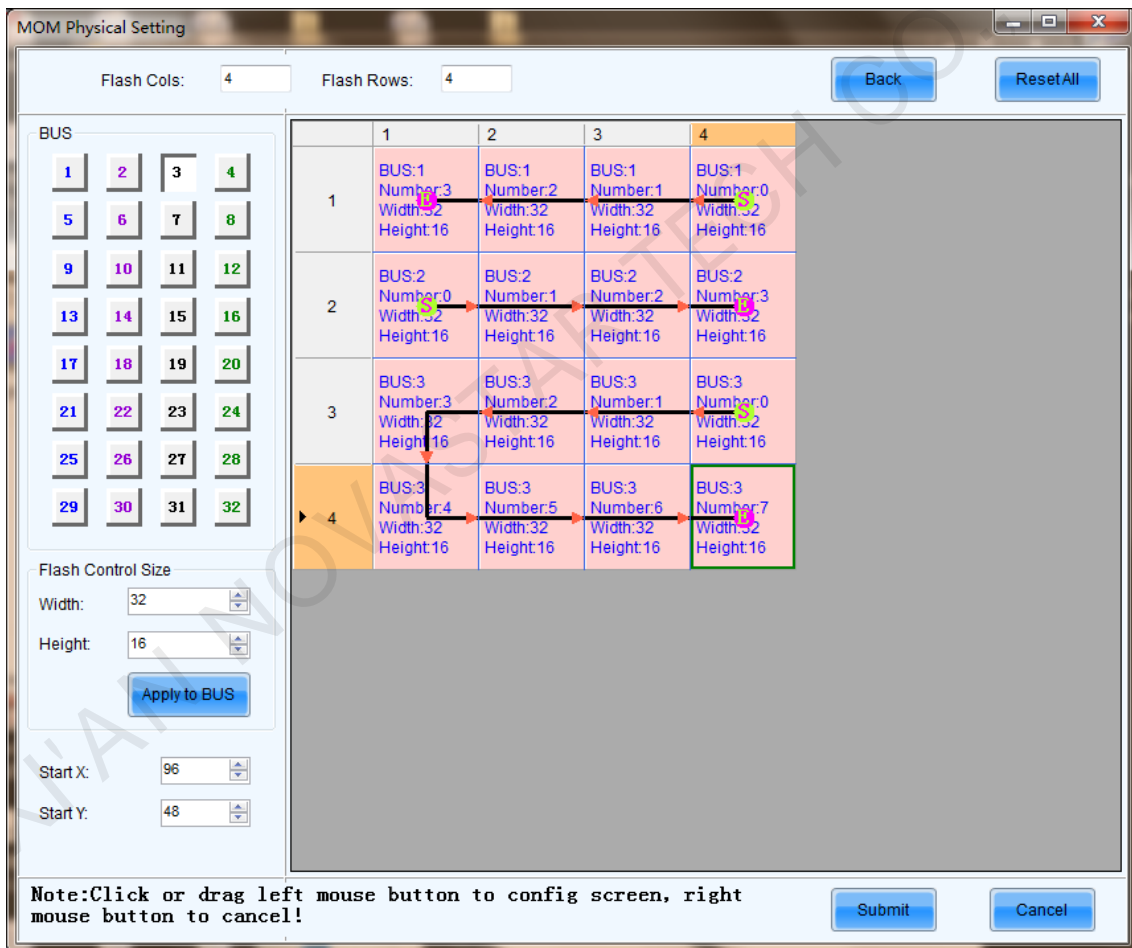 MOM Physical Setting
Flash Cols: 4 Flash Rows: 4 Back Reset All
BUS
1 2 3 4
5 6 7 8
9 10 11 12
13 14 15 16
17 18 19 20
21 22 23 24
25 26 27 28
29 30 31 32
Flash Control Size
Width: 32
Height: 16
Apply to BUS
Start X: 96
Start Y: 48
1 2 3 4
1
BUS:1 BUS:1 BUS:1 BUS:1
Number:3 Number:2 Number:1 Number:0
Width:32 Width:32 Width:32 Width:32
Height:16 Height:16 Height:16 Height:16
E S
2
BUS:2 BUS:2 BUS:2 BUS:2
Number:0 Number:1 Number:2 Number:3
Width:32 Width:32 Width:32 Width:32
Height:16 Height:16 Height:16 Height:16
S E
3
BUS:3 BUS:3 BUS:3 BUS:3
Number:3 Number:2 Number:1 Number:0
Width:32 Width:32 Width:32 Width:32
Height:16 Height:16 Height:16 Height:16
S
4
BUS:3 BUS:3 BUS:3 BUS:3
Number:4 Number:5 Number:6 Number:7
Width:32 Width:32 Width:32 Width:32
Height:16 Height:16 Height:16 Height:16
E
Note:Click or drag left mouse button to config screen, right
mouse button to cancel!
Submit Cancel
I'AN NOVASTAR TECH CO.